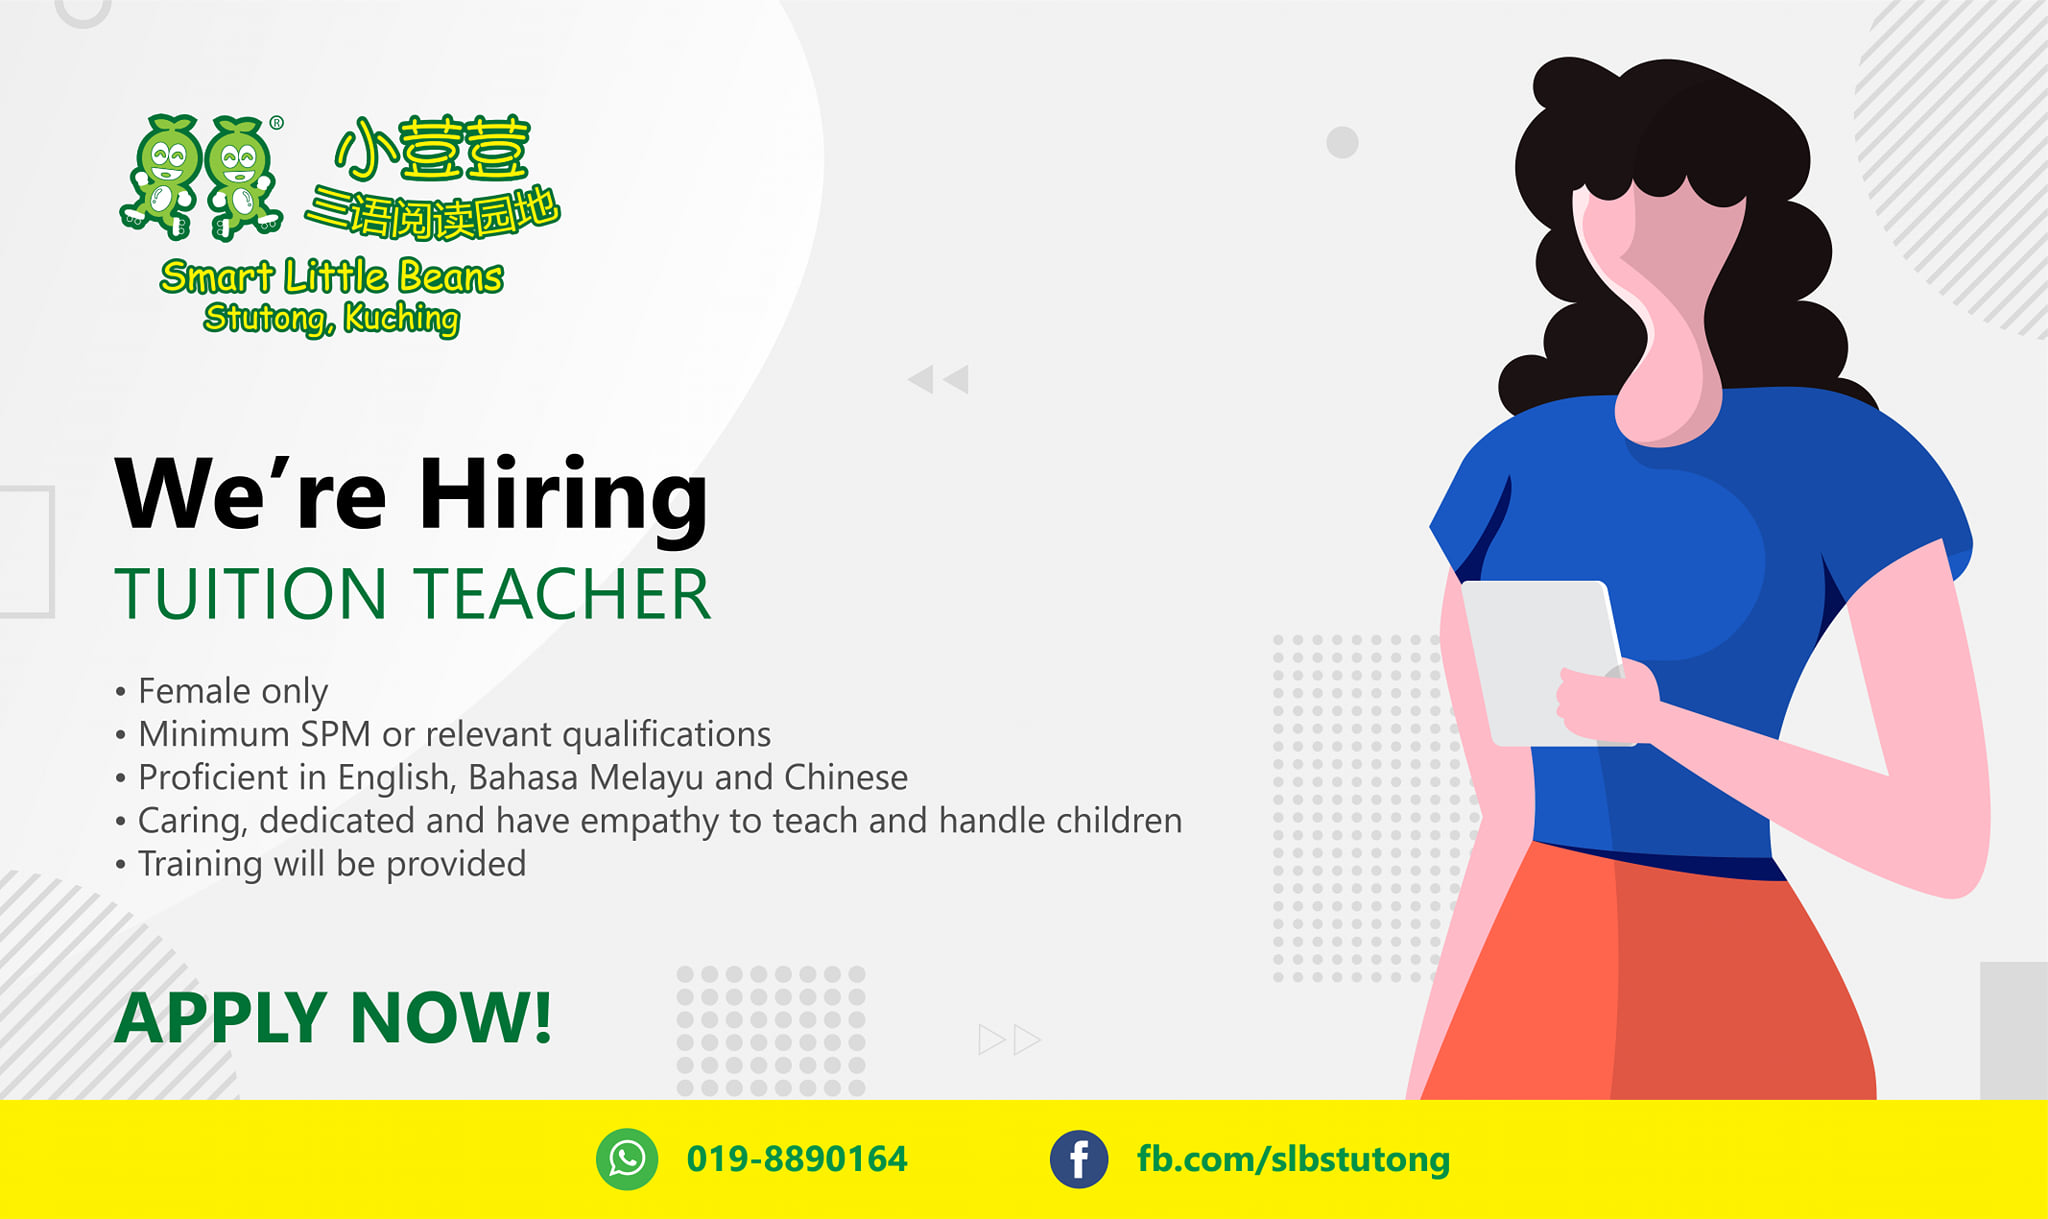 ®
小荳荳
三语阅读园地
Smart Little Beans
Stutong, Kuching
We’re Hiring
TUITION TEACHER
• Female only
• Minimum SPM or relevant qualifications
• Proficient in English, Bahasa Melayu and Chinese
• Caring, dedicated and have empathy to teach and handle children
• Training will be provided
APPLY NOW!
019-8890164
fb.com/slbstutong